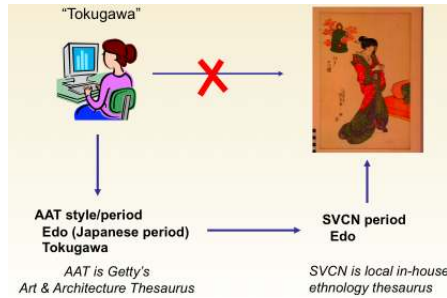 “Tokugawa”
AAT style/period
Edo (Japanese period)
Tokugawa
AAT is Getty's
Art & Architecture Thesaurus
SVCN period
Edo
SVCN is local in-house
ethnology thesaurus